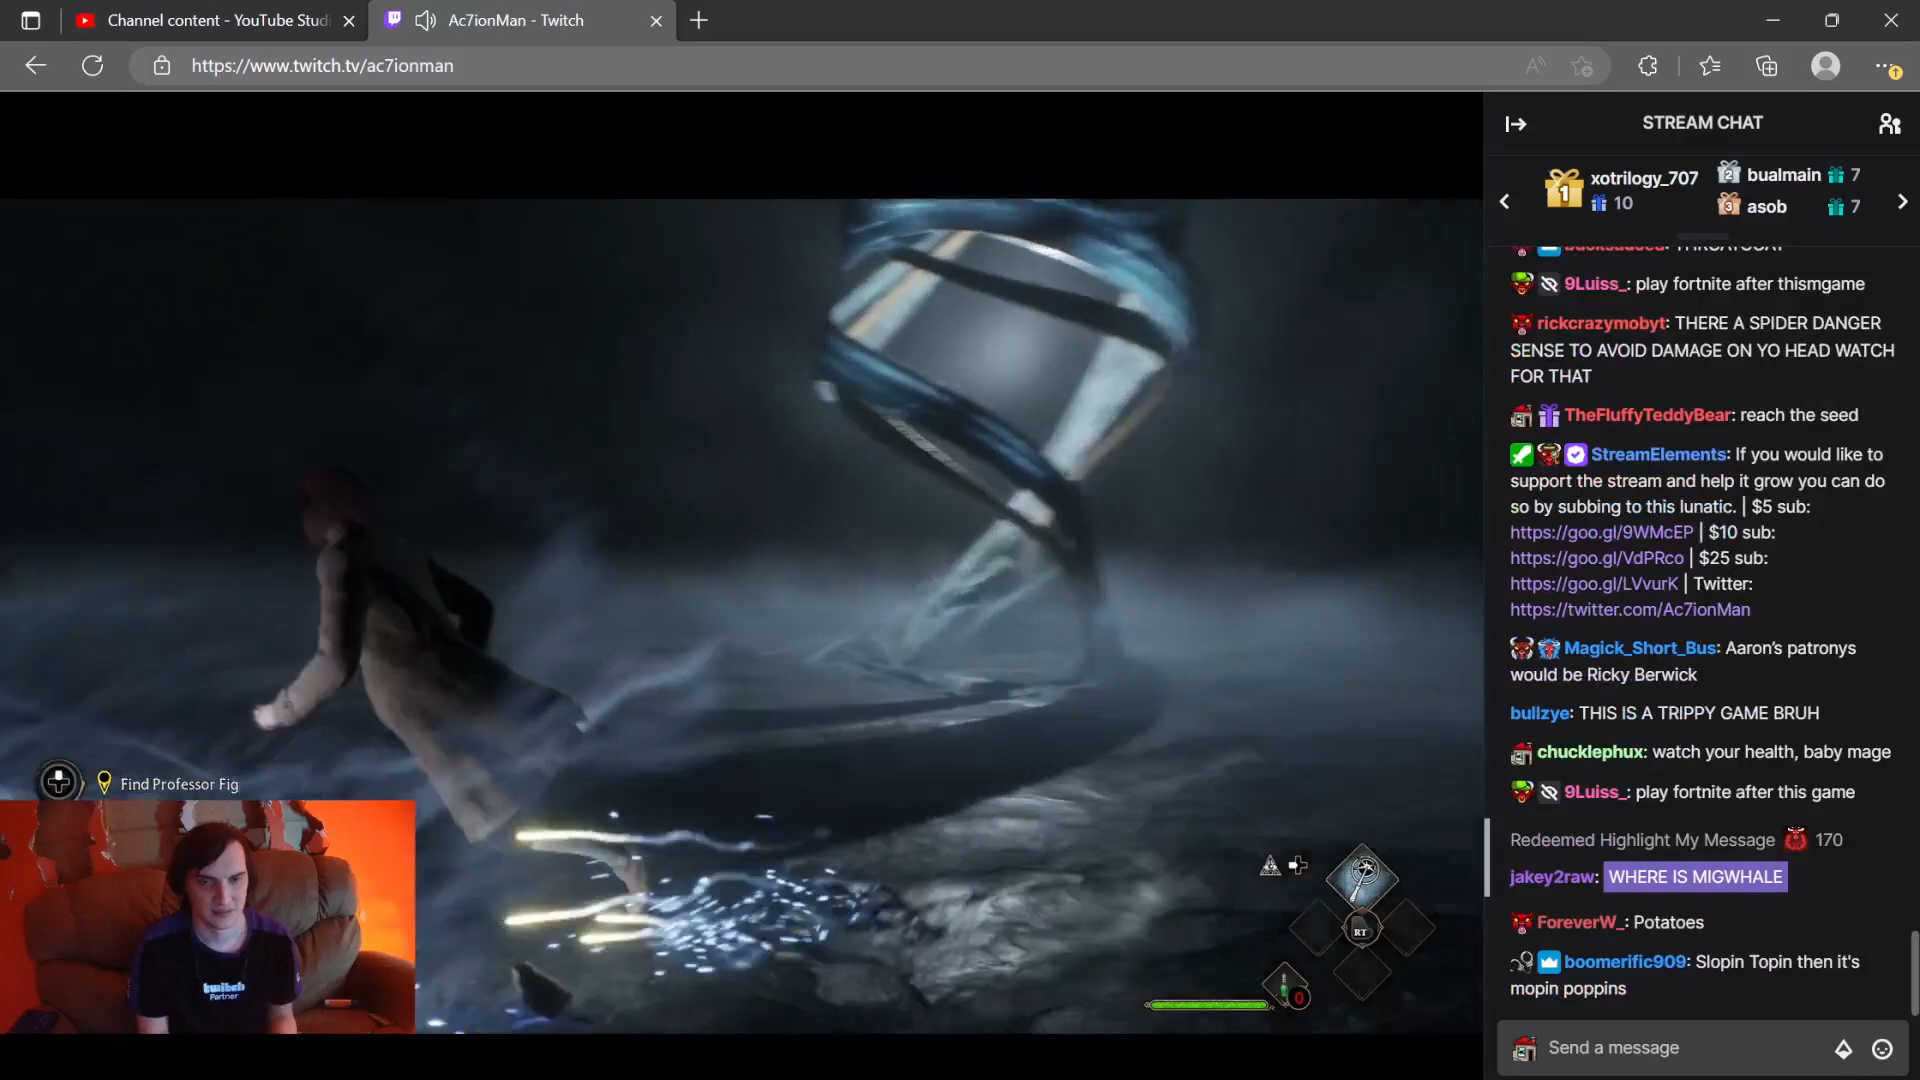 Channel content - YouTube Studi
Ac7ionMan - Twitch
https://www.twitch.tv/ac7ionman
STREAM CHAT
1 xotrilogy_707
10
2 bualmain 7
3 asob 7
9Luiss_: play fortnite after thismgame
rickcrazymobyt: THERE A SPIDER DANGER
SENSE TO AVOID DAMAGE ON YO HEAD WATCH
FOR THAT
TheFluffyTeddyBear: reach the seed
StreamElements: If you would like to
support the stream and help it grow you can do
so by subbing to this lunatic. | $5 sub:
https://goo.gl/9WMcEP | $10 sub:
https://goo.gl/VdPRco | $25 sub:
https://goo.gl/LVvurK | Twitter:
https://twitter.com/Ac7ionMan
Magick_Short_Bus: Aaron's patronys
would be Ricky Berwick
bullzye: THIS IS A TRIPPY GAME BRUH
chucklephux: watch your health, baby mage
9Luiss_: play fortnite after this game
Redeemed Highlight My Message 170
jakey2raw: WHERE IS MIGWHALE
ForeverW_: Potatoes
boomerific909: Slopin Topin then it's
mopin poppins
Send a message
Find Professor Fig
twitch
Partner
RT
0